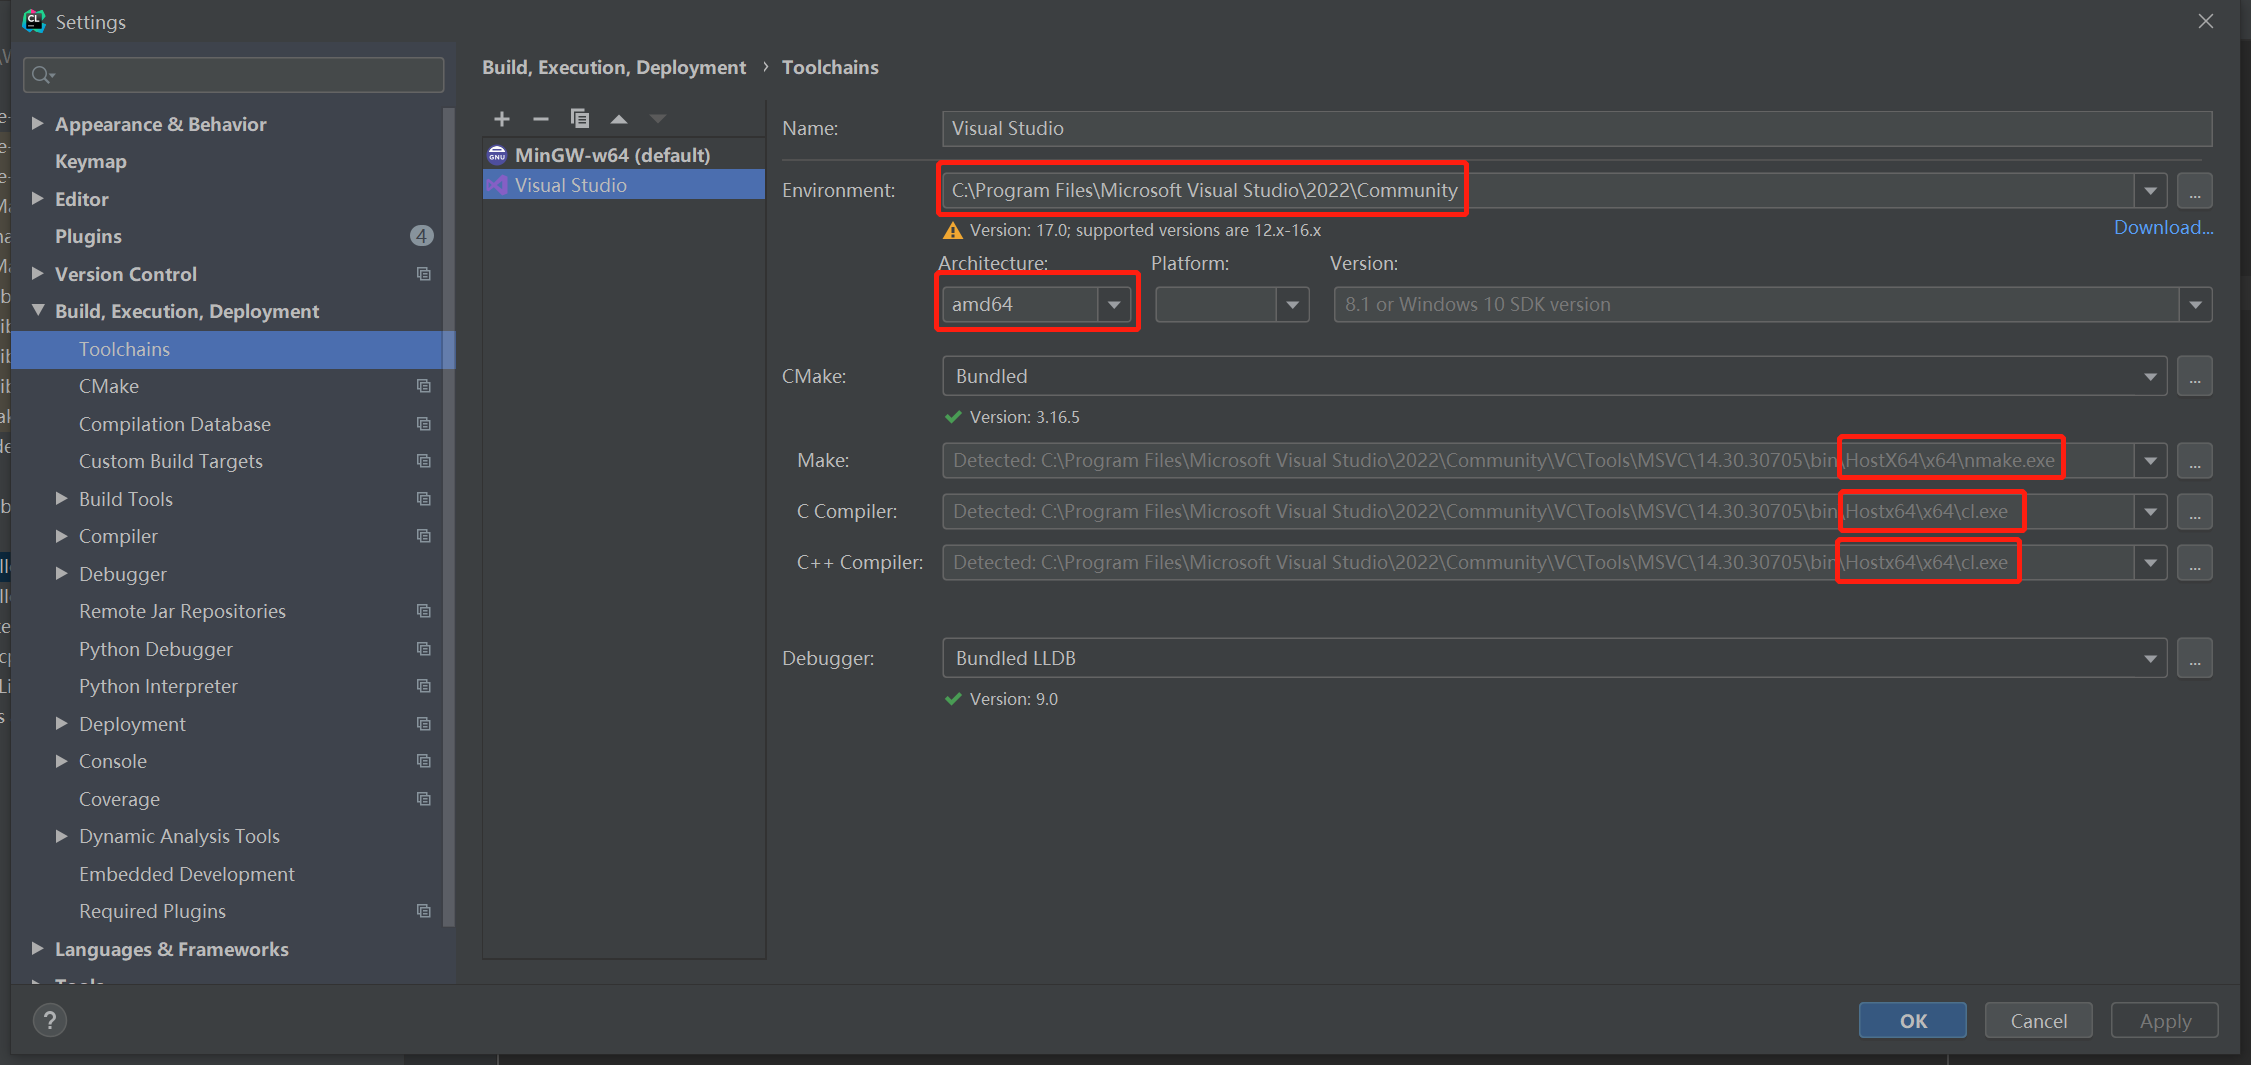 Settings
Appearance & Behavior
Keymap
Editor
Plugins 4
Version Control
Build, Execution, Deployment
Toolchains
CMake
Compilation Database
Custom Build Targets
Build Tools
Compiler
Debugger
Remote Jar Repositories
Python Debugger
Python Interpreter
Deployment
Console
Coverage
Dynamic Analysis Tools
Embedded Development
Required Plugins
Languages & Frameworks
Tools
Build, Execution, Deployment › Toolchains
MinGW-w64 (default)
Visual Studio
Name: Visual Studio
Environment: C:\Program Files\Microsoft Visual Studio\2022\Community ...
Version: 17.0; supported versions are 12.x-16.x Download...
Architecture: Platform: Version:
amd64 8.1 or Windows 10 SDK version
CMake: Bundled ...
Version: 3.16.5
Make: Detected: C:\Program Files\Microsoft Visual Studio\2022\Community\VC\Tools\MSVC\14.30.30705\bin\HostX64\x64\nmake.exe ...
C Compiler: Detected: C:\Program Files\Microsoft Visual Studio\2022\Community\VC\Tools\MSVC\14.30.30705\bin\Hostx64\x64\cl.exe ...
C++ Compiler: Detected: C:\Program Files\Microsoft Visual Studio\2022\Community\VC\Tools\MSVC\14.30.30705\bin\Hostx64\x64\cl.exe ...
Debugger: Bundled LLDB ...
Version: 9.0
? OK Cancel Apply